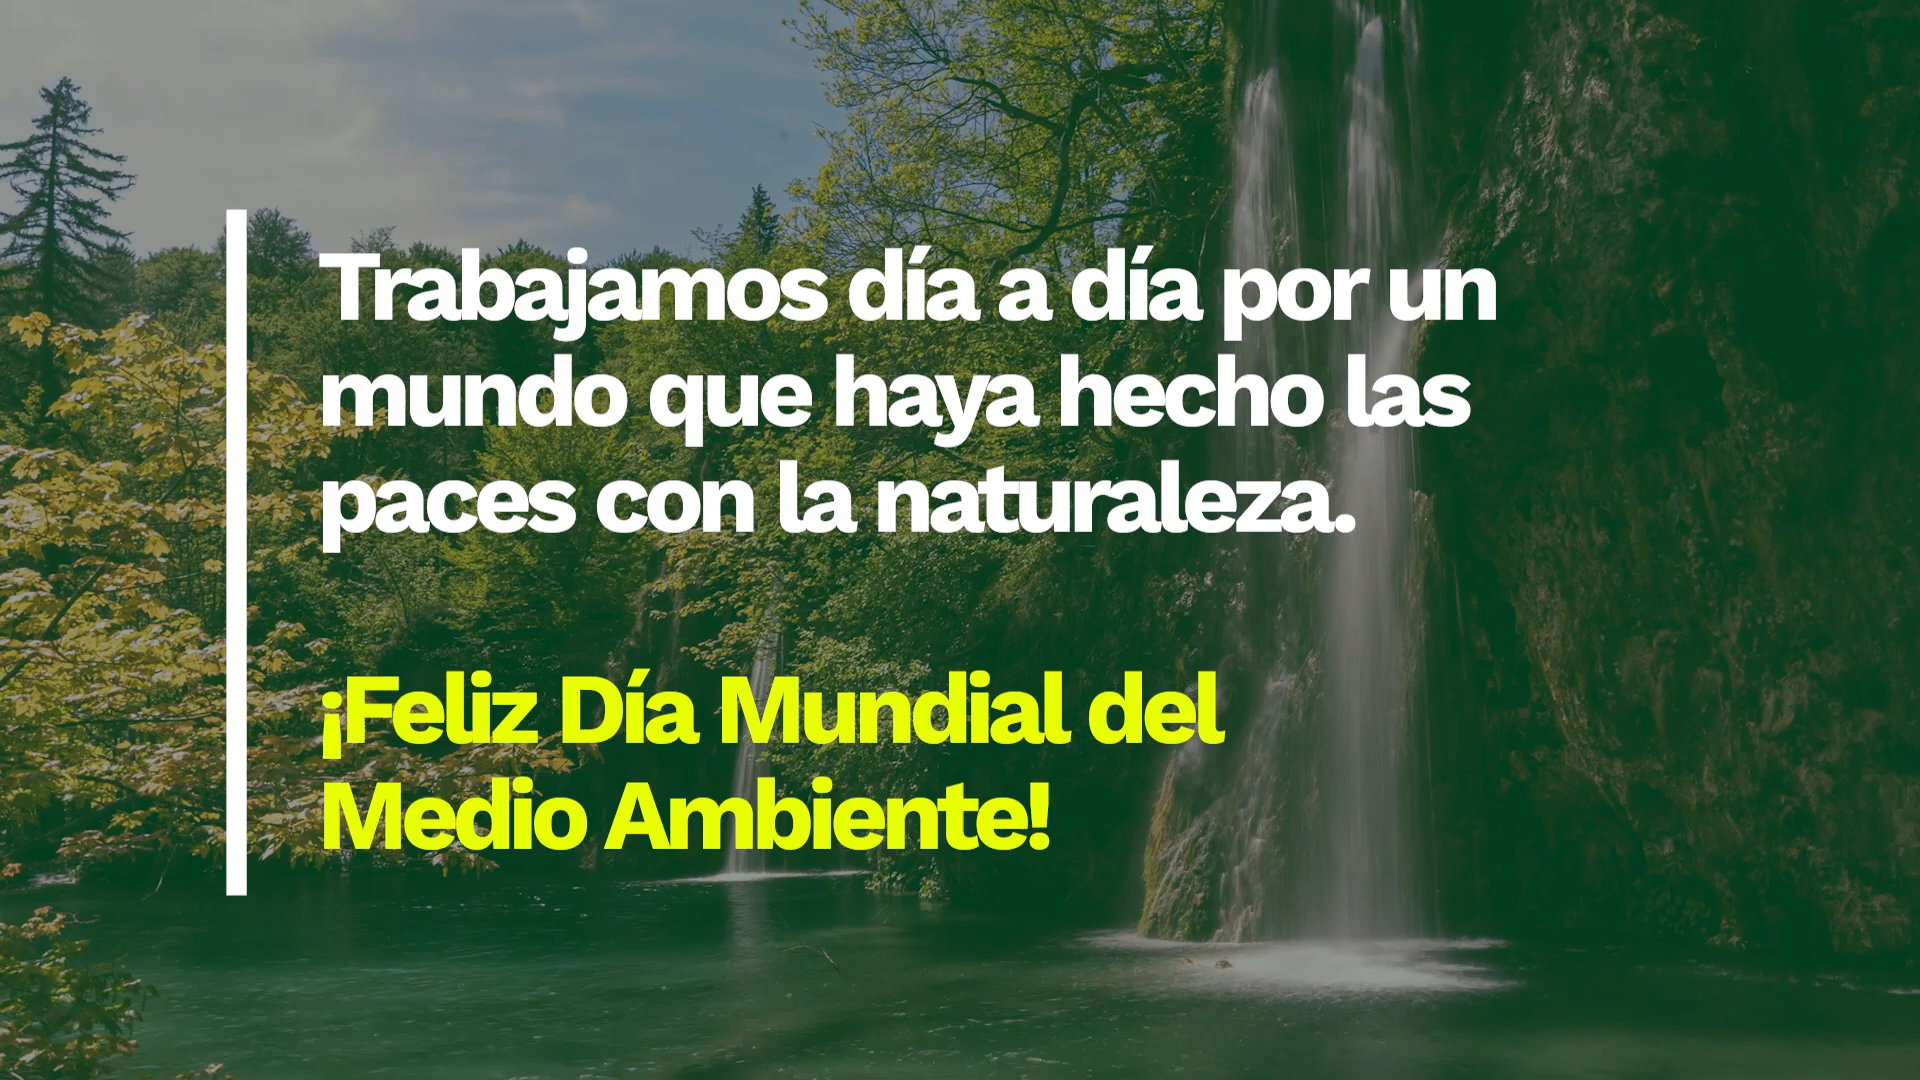 Trabajamos día a día por un
mundo que haya hecho las
paces con la naturaleza.
¡Feliz Día Mundial del
Medio Ambiente!